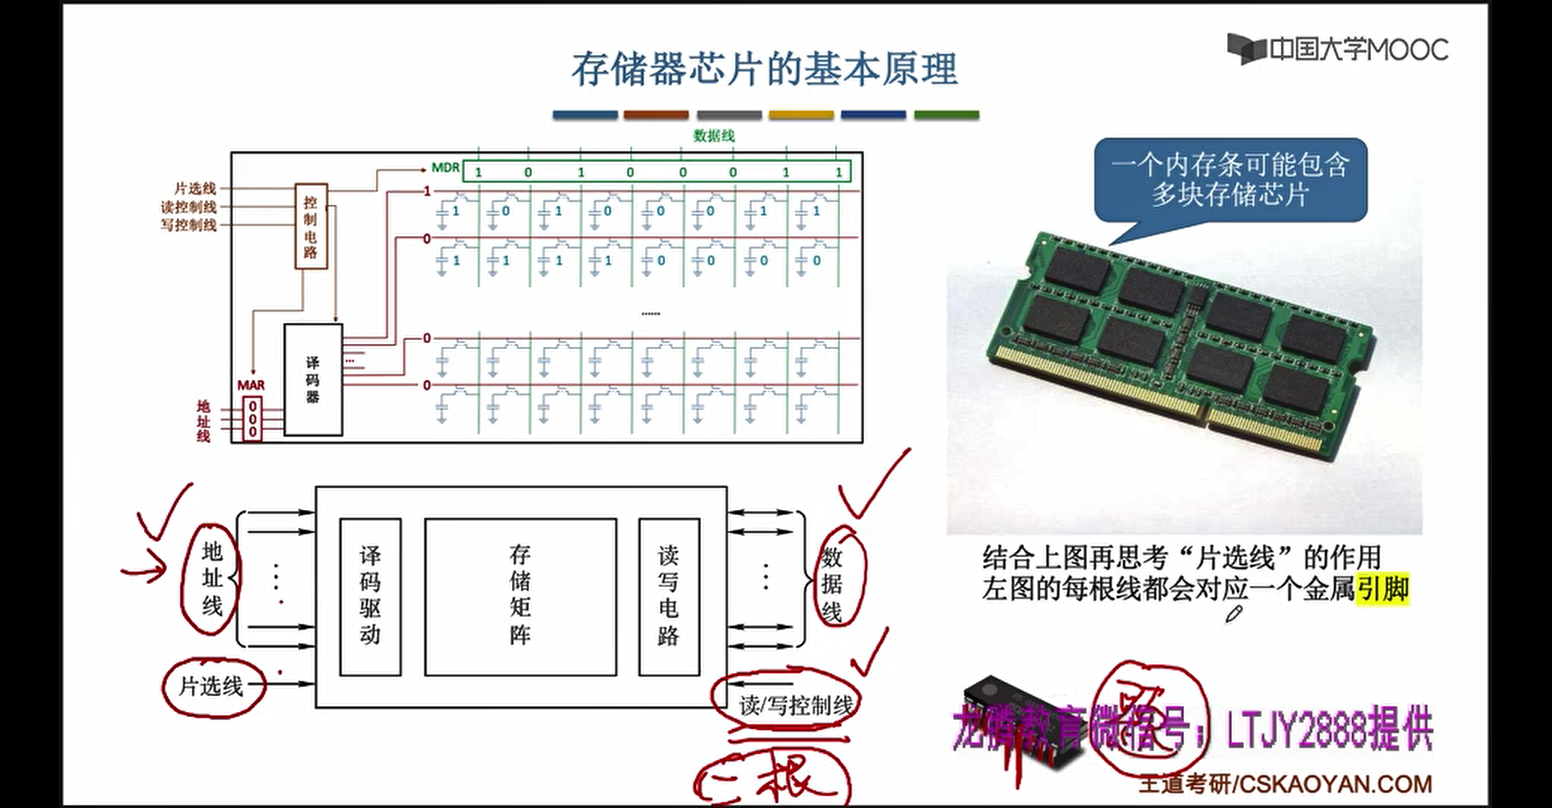 中国大学MOOC
存储器芯片的基本原理
数据线
MDR 1 0 1 0 0 0 1 1
片选线
读控制线
写控制线
控制电路
1
1 0 1 0 0 0 1 1
0
1 1 1 1 0 0 0 0
......
0
0
译码器
MAR
地址线
0
0
0
一个内存条可能包含
多块存储芯片
地址线
译码驱动
存储矩阵
读写电路
数据线
片选线
读/写控制线
结合上图再思考“片选线”的作用
左图的每根线都会对应一个金属引脚
龙腾教育微信号；LTJY2888提供
王道考研/CSKAOYAN.COM